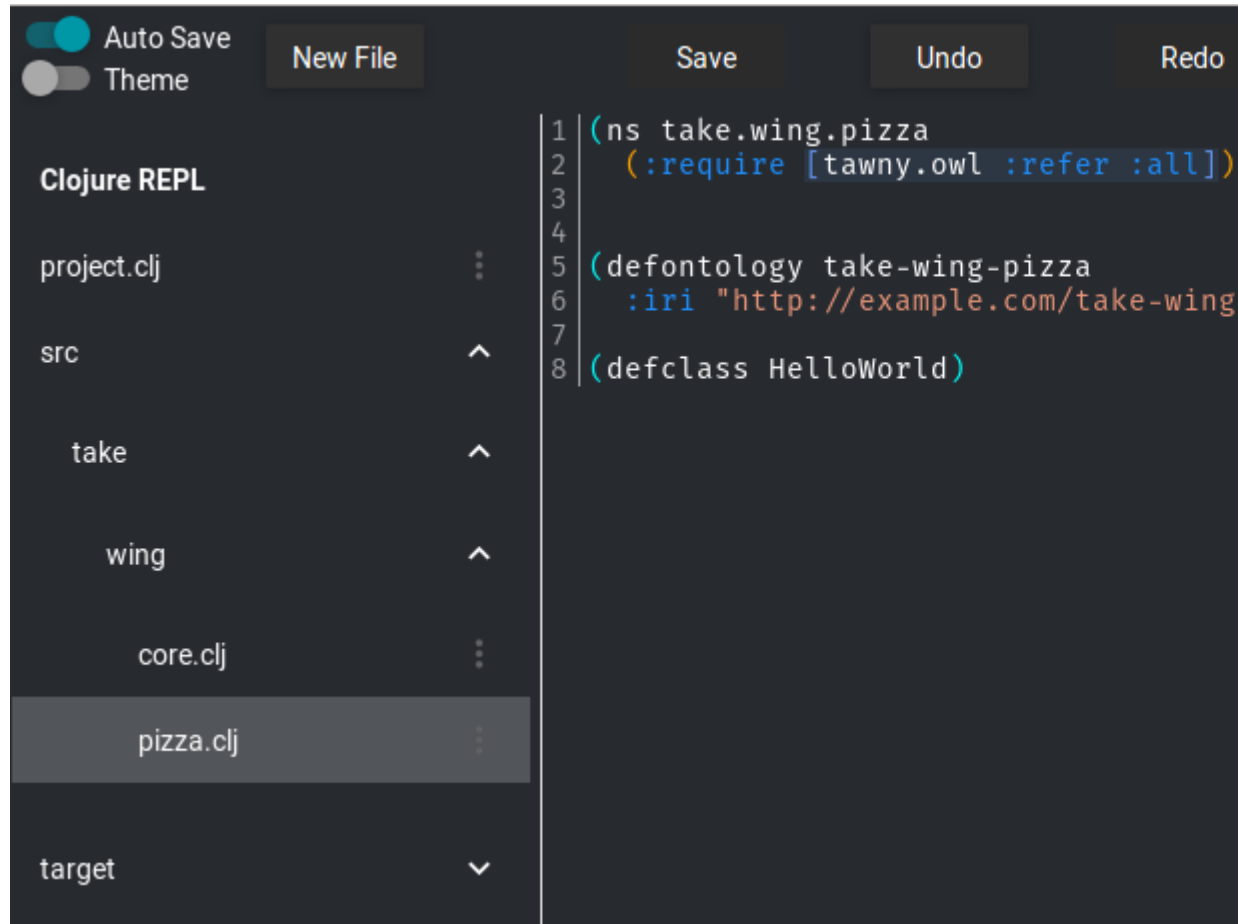 Auto Save
Theme
New File
Save
Undo
Redo
Clojure REPL
project.clj
src
take
wing
core.clj
pizza.clj
target
1 (ns take.wing.pizza
2   (:require [tawny.owl :refer :all])
3
4
5 (defontology take-wing-pizza
6   :iri "http://example.com/take-wing
7
8 (defclass HelloWorld)